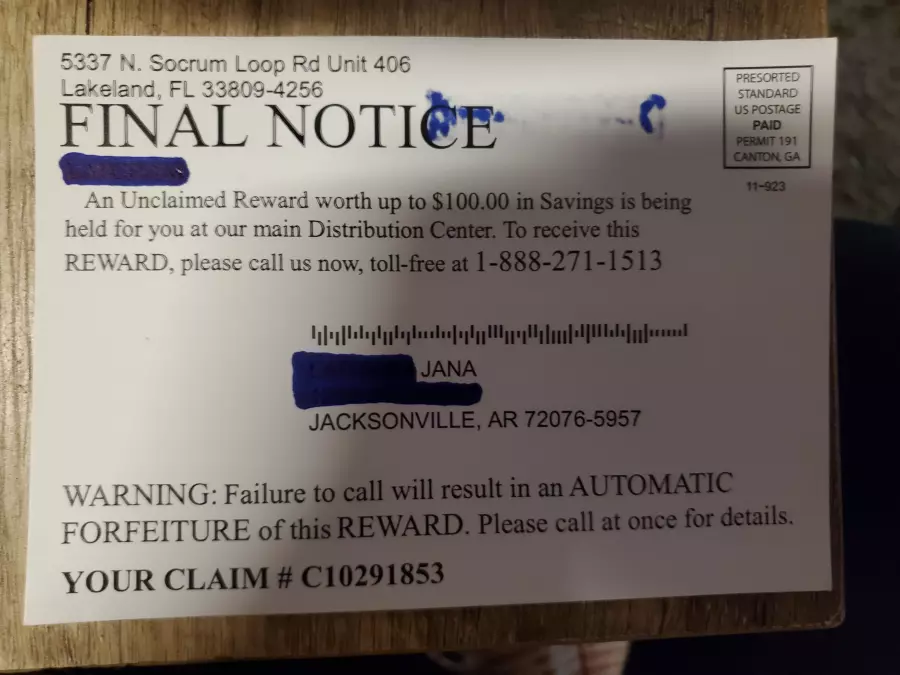 5337 N. Socrum Loop Rd Unit 406
Lakeland, FL 33809-4256
FINAL NOTICE
PRESORTED
STANDARD
US POSTAGE
PAID
PERMIT 191
CANTON, GA
11-923
An Unclaimed Reward worth up to $100.00 in Savings is being
held for you at our main Distribution Center. To receive this
REWARD, please call us now, toll-free at 1-888-271-1513
JANA
JACKSONVILLE, AR 72076-5957
WARNING: Failure to call will result in an AUTOMATIC
FORFEITURE of this REWARD. Please call at once for details.
YOUR CLAIM # C10291853